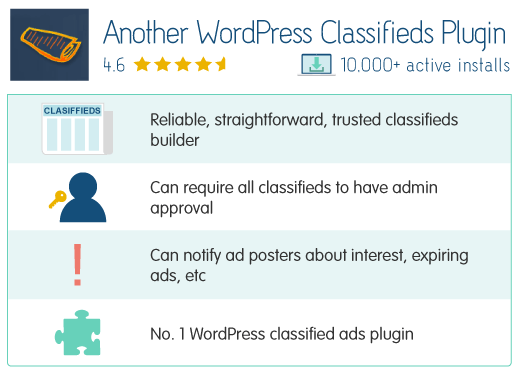 Another WordPress Classifieds Plugin
4.6
10,000+ active installs
CLASIFFIEDS
Reliable, straightforward, trusted classifieds
builder
Can require all classifieds to have admin
approval
Can notify ad posters about interest, expiring
ads, etc
No. 1 WordPress classified ads plugin